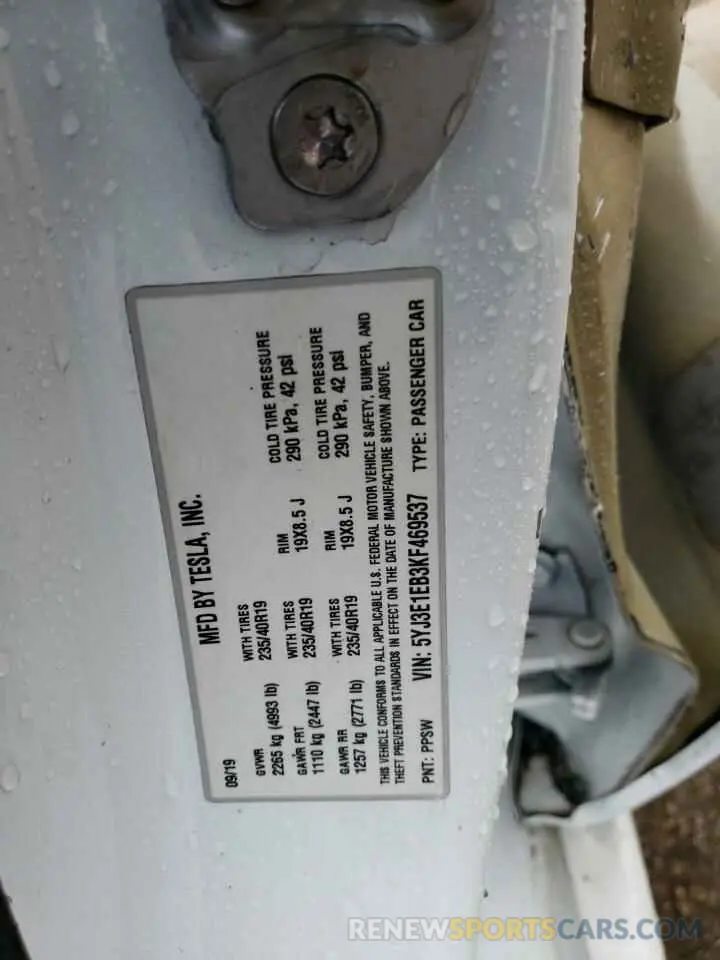 MFD BY TESLA, INC.
09/19
GVWR
2265 kg (4993 lb)
GAWR FRT
WITH TIRES
RIM
COLD TIRE PRESSURE
1110 kg (2447 lb)
235/40R19
19X8.5 J
290 kPa, 42 psi
GAWR RR
WITH TIRES
RIM
COLD TIRE PRESSURE
1257 kg (2771 lb)
235/40R19
19X8.5 J
290 kPa, 42 psi
WITH TIRES
235/40R19
THIS VEHICLE CONFORMS TO ALL APPLICABLE U.S. FEDERAL MOTOR VEHICLE SAFETY, BUMPER, AND
THEFT PREVENTION STANDARDS IN EFFECT ON THE DATE OF MANUFACTURE SHOWN ABOVE.
PNT: PPSW VIN: 5YJ3E1EB3KF469537 TYPE: PASSENGER CAR
RENEWSPORTSCARS.COM